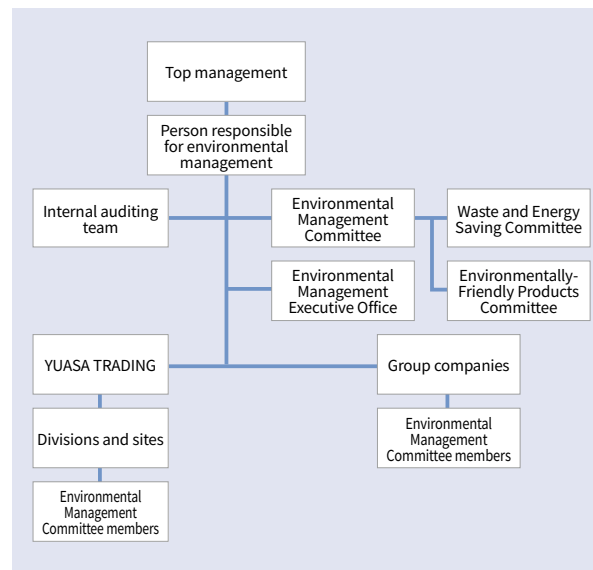 Top management
Person responsible
for environmental
management
Internal auditing
team
Environmental
Management
Committee
Waste and Energy
Saving Committee
Environmental
Management
Executive Office
Environmentally-
Friendly Products
Committee
YUASA TRADING
Group companies
Divisions and sites
Environmental
Management
Committee members
Environmental
Management
Committee members